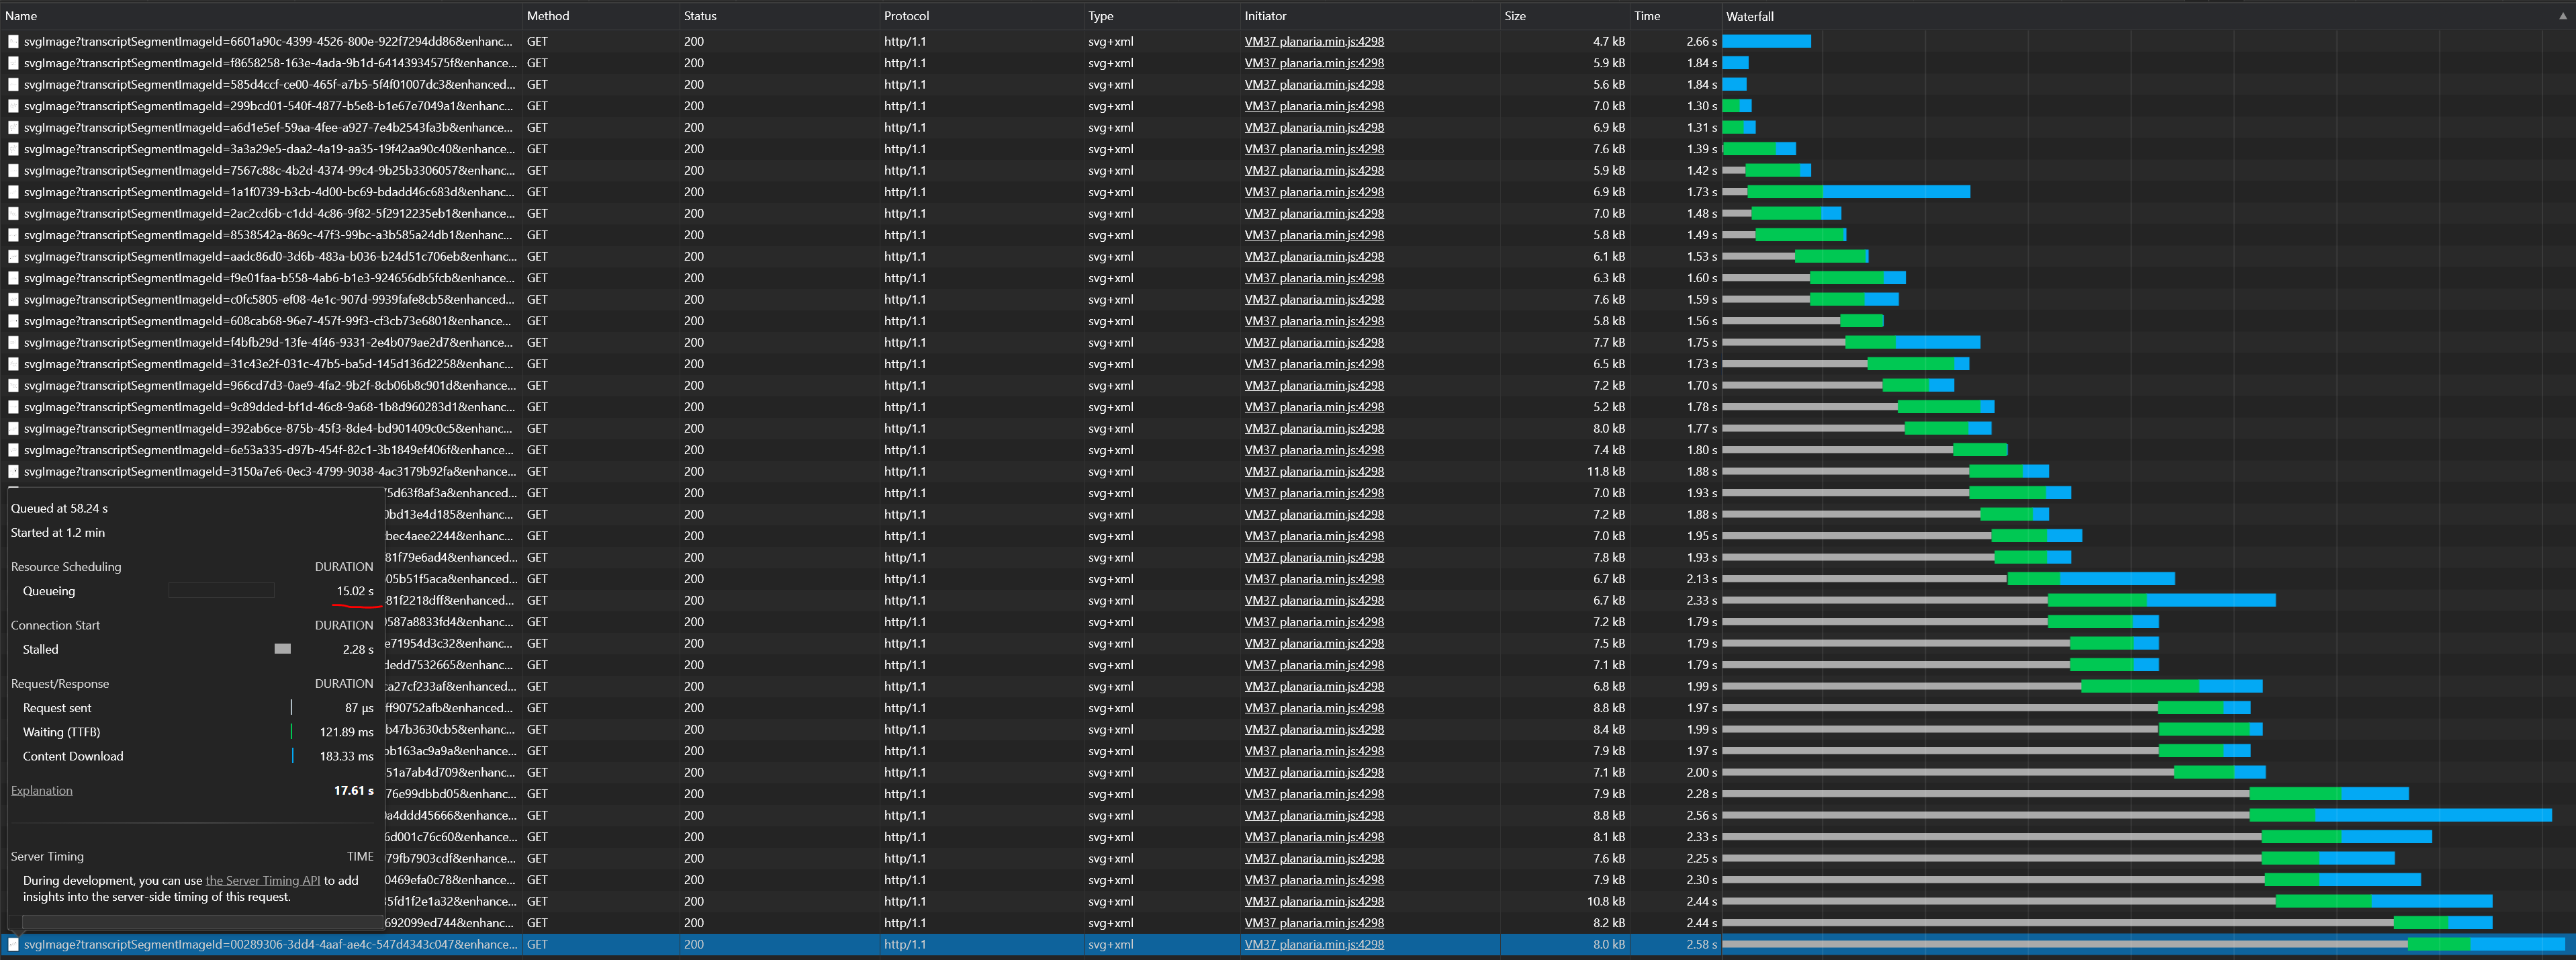 Name Method Status Protocol Type Initiator Size Time Waterfall
svgImage?transcriptSegmentImageId=6601a90c-4399-4526-800e-922f7294dd86&enhanc... GET 200 http/1.1 svg+xml VM37 planaria.min.js:4298 4.7 kB 2.66 s
svgImage?transcriptSegmentImageId=f8658258-163e-4ada-9b1d-64143934575f&enhance... GET 200 http/1.1 svg+xml VM37 planaria.min.js:4298 5.9 kB 1.84 s
svgImage?transcriptSegmentImageId=585d4ccf-ce00-465f-a7b5-5f4f01007dc3&enhanced... GET 200 http/1.1 svg+xml VM37 planaria.min.js:4298 5.6 kB 1.84 s
svgImage?transcriptSegmentImageId=299bcd01-540f-4877-b5e8-b1e67e7049a1&enhanc... GET 200 http/1.1 svg+xml VM37 planaria.min.js:4298 7.0 kB 1.30 s
svgImage?transcriptSegmentImageId=a6d1e5ef-59aa-4fee-a927-7e4b2543fa3b&enhance... GET 200 http/1.1 svg+xml VM37 planaria.min.js:4298 6.9 kB 1.31 s
svgImage?transcriptSegmentImageId=3a3a29e5-daa2-4a19-aa35-19f42aa90c40&enhanc... GET 200 http/1.1 svg+xml VM37 planaria.min.js:4298 7.6 kB 1.39 s
svgImage?transcriptSegmentImageId=7567c88c-4b2d-4374-99c4-9b25b3306057&enhanc... GET 200 http/1.1 svg+xml VM37 planaria.min.js:4298 5.9 kB 1.42 s
svgImage?transcriptSegmentImageId=1a1f0739-b3cb-4d00-bc69-bdadd46c683d&enhanc... GET 200 http/1.1 svg+xml VM37 planaria.min.js:4298 6.9 kB 1.73 s
svgImage?transcriptSegmentImageId=2ac2cd6b-c1dd-4c86-9f82-5f2912235eb1&enhanc... GET 200 http/1.1 svg+xml VM37 planaria.min.js:4298 7.0 kB 1.48 s
svgImage?transcriptSegmentImageId=8538542a-869c-47f3-99bc-a3b585a24db1&enhanc... GET 200 http/1.1 svg+xml VM37 planaria.min.js:4298 5.8 kB 1.49 s
svgImage?transcriptSegmentImageId=aadc86d0-3d6b-483a-b036-b24d51c706eb&enhanc... GET 200 http/1.1 svg+xml VM37 planaria.min.js:4298 6.1 kB 1.53 s
svgImage?transcriptSegmentImageId=f9e01faa-b558-4ab6-b1e3-924656db5fcb&enhance... GET 200 http/1.1 svg+xml VM37 planaria.min.js:4298 6.3 kB 1.60 s
svgImage?transcriptSegmentImageId=c0fc5805-ef08-4e1c-907d-9939fafe8cb5&enhanced... GET 200 http/1.1 svg+xml VM37 planaria.min.js:4298 7.6 kB 1.59 s
svgImage?transcriptSegmentImageId=608cab68-96e7-457f-99f3-cf3cb73e6801&enhance... GET 200 http/1.1 svg+xml VM37 planaria.min.js:4298 5.8 kB 1.56 s
svgImage?transcriptSegmentImageId=f4bfb29d-13fe-4f46-9331-2e4b079ae2d7&enhanc... GET 200 http/1.1 svg+xml VM37 planaria.min.js:4298 7.7 kB 1.75 s
svgImage?transcriptSegmentImageId=31c43e2f-031c-47b5-ba5d-145d136d2258&enhanc... GET 200 http/1.1 svg+xml VM37 planaria.min.js:4298 6.5 kB 1.73 s
svgImage?transcriptSegmentImageId=966cd7d3-0ae9-4fa2-9b2f-8cb06b8c901d&enhance... GET 200 http/1.1 svg+xml VM37 planaria.min.js:4298 7.2 kB 1.70 s
svgImage?transcriptSegmentImageId=9c89dded-bf1d-46c8-9a68-1b8d960283d1&enhanc... GET 200 http/1.1 svg+xml VM37 planaria.min.js:4298 5.2 kB 1.78 s
svgImage?transcriptSegmentImageId=392ab6ce-875b-45f3-8de4-bd901409c0c5&enhanc... GET 200 http/1.1 svg+xml VM37 planaria.min.js:4298 8.0 kB 1.77 s
svgImage?transcriptSegmentImageId=6e53a335-d97b-454f-82c1-3b1849ef406f&enhanc... GET 200 http/1.1 svg+xml VM37 planaria.min.js:4298 7.4 kB 1.80 s
svgImage?transcriptSegmentImageId=3150a7e6-0ec3-4799-9038-4ac3179b92fa&enhanc... GET 200 http/1.1 svg+xml VM37 planaria.min.js:4298 11.8 kB 1.88 s
75d63f8af3a&enhanced... GET 200 http/1.1 svg+xml VM37 planaria.min.js:4298 7.0 kB 1.93 s
Queued at 58.24 s
0bd13e4d185&enhanc... GET 200 http/1.1 svg+xml VM37 planaria.min.js:4298 7.2 kB 1.88 s
Started at 1.2 min
bec4aee2244&enhanc... GET 200 http/1.1 svg+xml VM37 planaria.min.js:4298 7.0 kB 1.95 s
81f79e6ad4&enhanced... GET 200 http/1.1 svg+xml VM37 planaria.min.js:4298 7.8 kB 1.93 s
Resource Scheduling DURATION
05b51f5aca&enhance... GET 200 http/1.1 svg+xml VM37 planaria.min.js:4298 6.7 kB 2.13 s
Queueing 15.02 s
81f2218dff&enhanced... GET 200 http/1.1 svg+xml VM37 planaria.min.js:4298 6.7 kB 2.33 s
Connection Start DURATION
0587a8833fd4&enhanc... GET 200 http/1.1 svg+xml VM37 planaria.min.js:4298 7.2 kB 1.79 s
Stalled 2.28 s
e71954d3c32&enhanc... GET 200 http/1.1 svg+xml VM37 planaria.min.js:4298 7.5 kB 1.79 s
dedd7532665&enhanc... GET 200 http/1.1 svg+xml VM37 planaria.min.js:4298 7.1 kB 1.79 s
Request/Response DURATION
ca27cf233af&enhanced... GET 200 http/1.1 svg+xml VM37 planaria.min.js:4298 6.8 kB 1.99 s
Request sent 87 μs
ff90752afb&enhanced... GET 200 http/1.1 svg+xml VM37 planaria.min.js:4298 8.8 kB 1.97 s
Waiting (TTFB) 121.89 ms
b47b3630cb5&enhanc... GET 200 http/1.1 svg+xml VM37 planaria.min.js:4298 8.4 kB 1.99 s
Content Download 183.33 ms
bb163ac9a9a&enhance... GET 200 http/1.1 svg+xml VM37 planaria.min.js:4298 7.9 kB 1.97 s
51a7ab4d709&enhanc... GET 200 http/1.1 svg+xml VM37 planaria.min.js:4298 7.1 kB 2.00 s
Explanation 17.61 s
76e99dbbd05&enhanc... GET 200 http/1.1 svg+xml VM37 planaria.min.js:4298 7.9 kB 2.28 s
0a4ddd45666&enhanc... GET 200 http/1.1 svg+xml VM37 planaria.min.js:4298 8.8 kB 2.56 s
6d001c76c60&enhanc... GET 200 http/1.1 svg+xml VM37 planaria.min.js:4298 8.1 kB 2.33 s
Server Timing TIME
079fb7903cdf&enhanc... GET 200 http/1.1 svg+xml VM37 planaria.min.js:4298 7.6 kB 2.25 s
During development, you can use the Server Timing API to add
0469efa0c78&enhanc... GET 200 http/1.1 svg+xml VM37 planaria.min.js:4298 7.9 kB 2.30 s
insights into the server-side timing of this request.
35fd1f2e1a32&enhanc... GET 200 http/1.1 svg+xml VM37 planaria.min.js:4298 10.8 kB 2.44 s
692099ed744&enhanc... GET 200 http/1.1 svg+xml VM37 planaria.min.js:4298 8.2 kB 2.44 s
svgImage?transcriptSegmentImageId=00289306-3dd4-4aaf-ae4c-547d4343c047&enhance... GET 200 http/1.1 svg+xml VM37 planaria.min.js:4298 8.0 kB 2.58 s